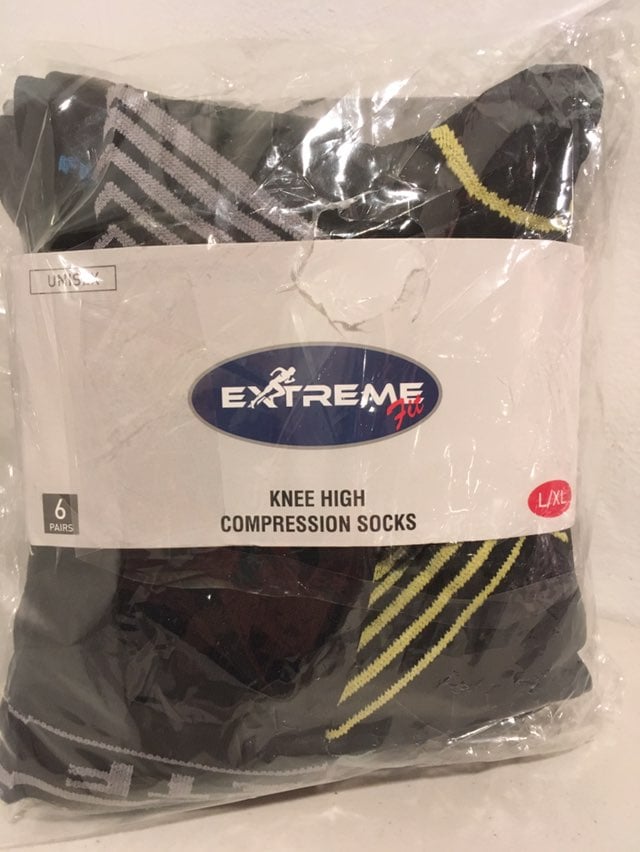 UNISEX
EXTREME
Fit
KNEE HIGH
COMPRESSION SOCKS
6
PAIRS
L/XL